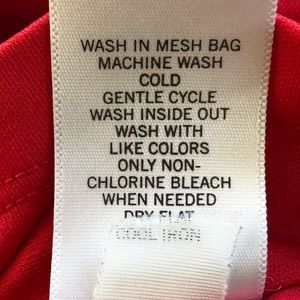 WASH IN MESH BAG
MACHINE WASH
COLD
GENTLE CYCLE
WASH INSIDE OUT
WASH WITH
LIKE COLORS
ONLY NON-
CHLORINE BLEACH
WHEN NEEDED
DRY FLAT
COOL IRON